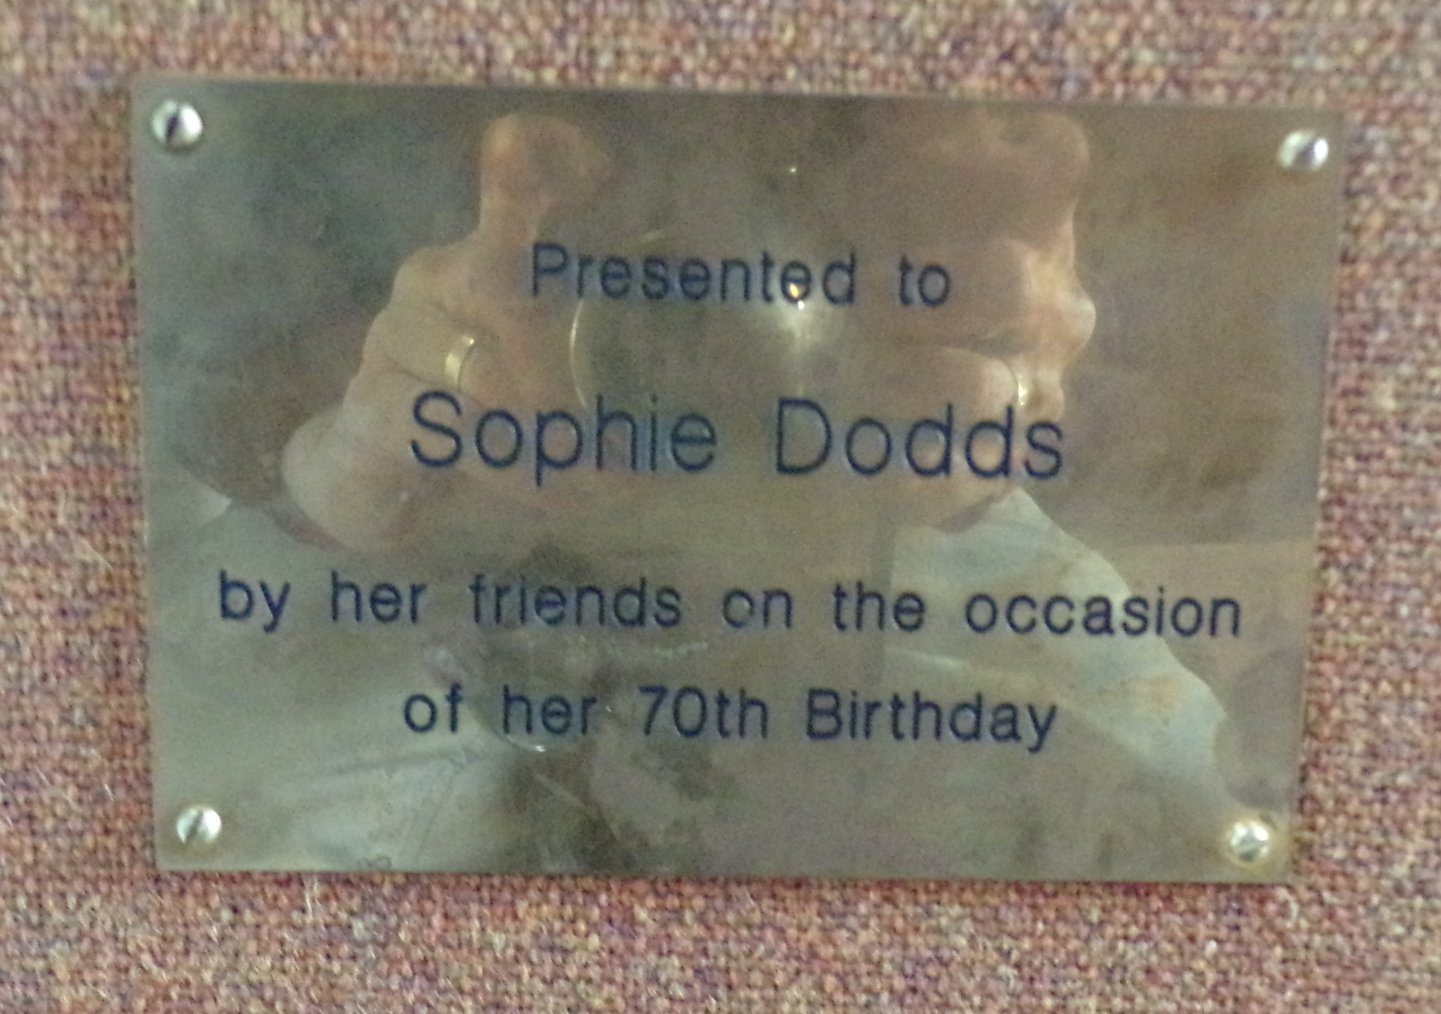 Presented to
Sophie Dodds
by her friends on the occasion
of her 70th Birthday